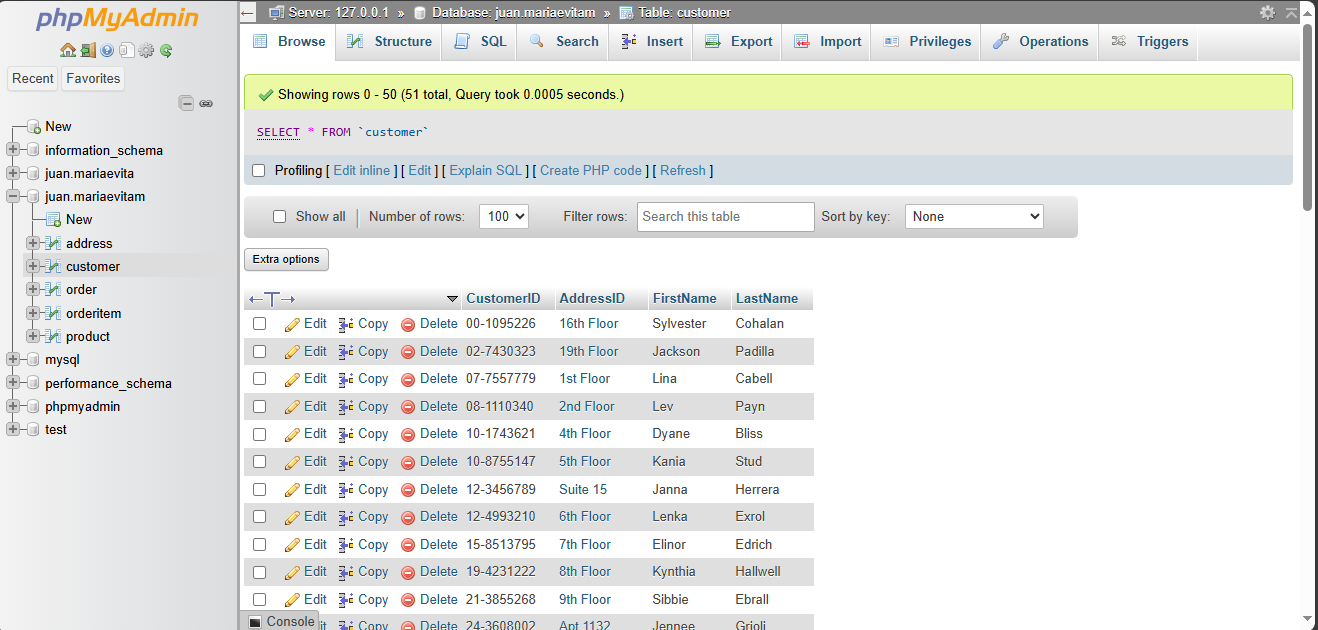 phpMyAdmin
Recent Favorites
New
information_schema
juan.mariaevita
juan.mariaevitam
New
address
customer
order
orderitem
product
mysql
performance_schema
phpmyadmin
test
Server: 127.0.0.1 » Database: juan.mariaevitam » Table: customer
Browse Structure SQL Search Insert Export Import Privileges Operations Triggers
Showing rows 0 - 50 (51 total, Query took 0.0005 seconds.)
SELECT * FROM `customer`
Profiling [ Edit inline ] [ Edit ] [ Explain SQL ] [ Create PHP code ] [ Refresh ]
Show all Number of rows: 100 Filter rows: Search this table Sort by key: None
Extra options
←T→ CustomerID AddressID FirstName LastName
Edit Copy Delete 00-1095226 16th Floor Sylvester Cohalan
Edit Copy Delete 02-7430323 19th Floor Jackson Padilla
Edit Copy Delete 07-7557779 1st Floor Lina Cabell
Edit Copy Delete 08-1110340 2nd Floor Lev Payn
Edit Copy Delete 10-1743621 4th Floor Dyane Bliss
Edit Copy Delete 10-8755147 5th Floor Kania Stud
Edit Copy Delete 12-3456789 Suite 15 Janna Herrera
Edit Copy Delete 12-4993210 6th Floor Lenka Exrol
Edit Copy Delete 15-8513795 7th Floor Elinor Edrich
Edit Copy Delete 19-4231222 8th Floor Kynthia Hallwell
Edit Copy Delete 21-3855268 9th Floor Sibbie Ebrall
Console Copy Delete 24-3608002 Apt 1132 Jennee Grioli